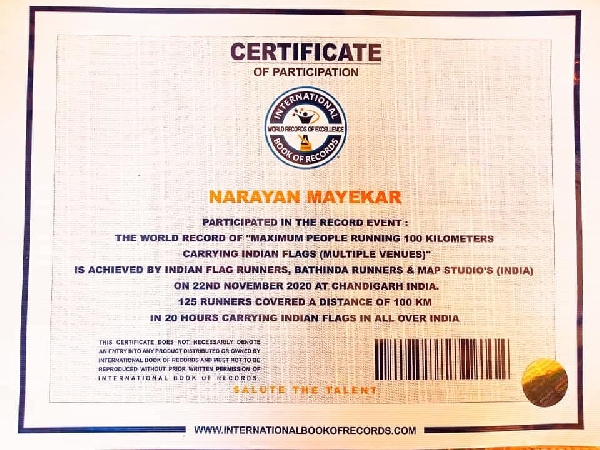 CERTIFICATE
OF PARTICIPATION
INTERNATIONAL
WORLD RECORDS OF EXCELLENCE
BOOK OF RECORDS
NARAYAN MAYEKAR
PARTICIPATED IN THE RECORD EVENT :
THE WORLD RECORD OF "MAXIMUM PEOPLE RUNNING 100 KILOMETERS
CARRYING INDIAN FLAGS (MULTIPLE VENUES)"
IS ACHIEVED BY INDIAN FLAG RUNNERS, BATHINDA RUNNERS & MAP STUDIO'S (INDIA)
ON 22ND NOVEMBER 2020 AT CHANDIGARH INDIA.
125 RUNNERS COVERED A DISTANCE OF 100 KM
IN 20 HOURS CARRYING INDIAN FLAGS IN ALL OVER INDIA
THIS CERTIFICATE DOES NOT NECESSARILY DENOTE
AN ENTRY INTO ANY PRODUCT DISTRIBUTED OR OWNED BY
INTERNATIONAL BOOK OF RECORDS AND MUST NOT TO BE
REPRODUCED WITHOUT PRIOR WRITTEN PERMISSION OF
INTERNATIONAL BOOK OF RECORDS.
SALUTE THE TALENT
WWW.INTERNATIONALBOOKOFRECORDS.COM